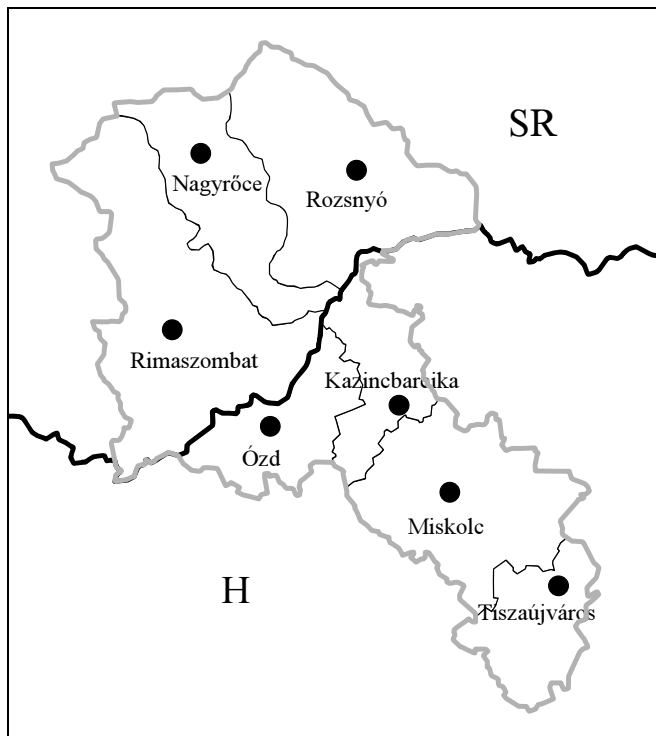 SR
Nagyrőce
Rozsnyó
Rimaszombat
Kazincbarcika
Ózd
Miskolc
H
Tiszaújváros